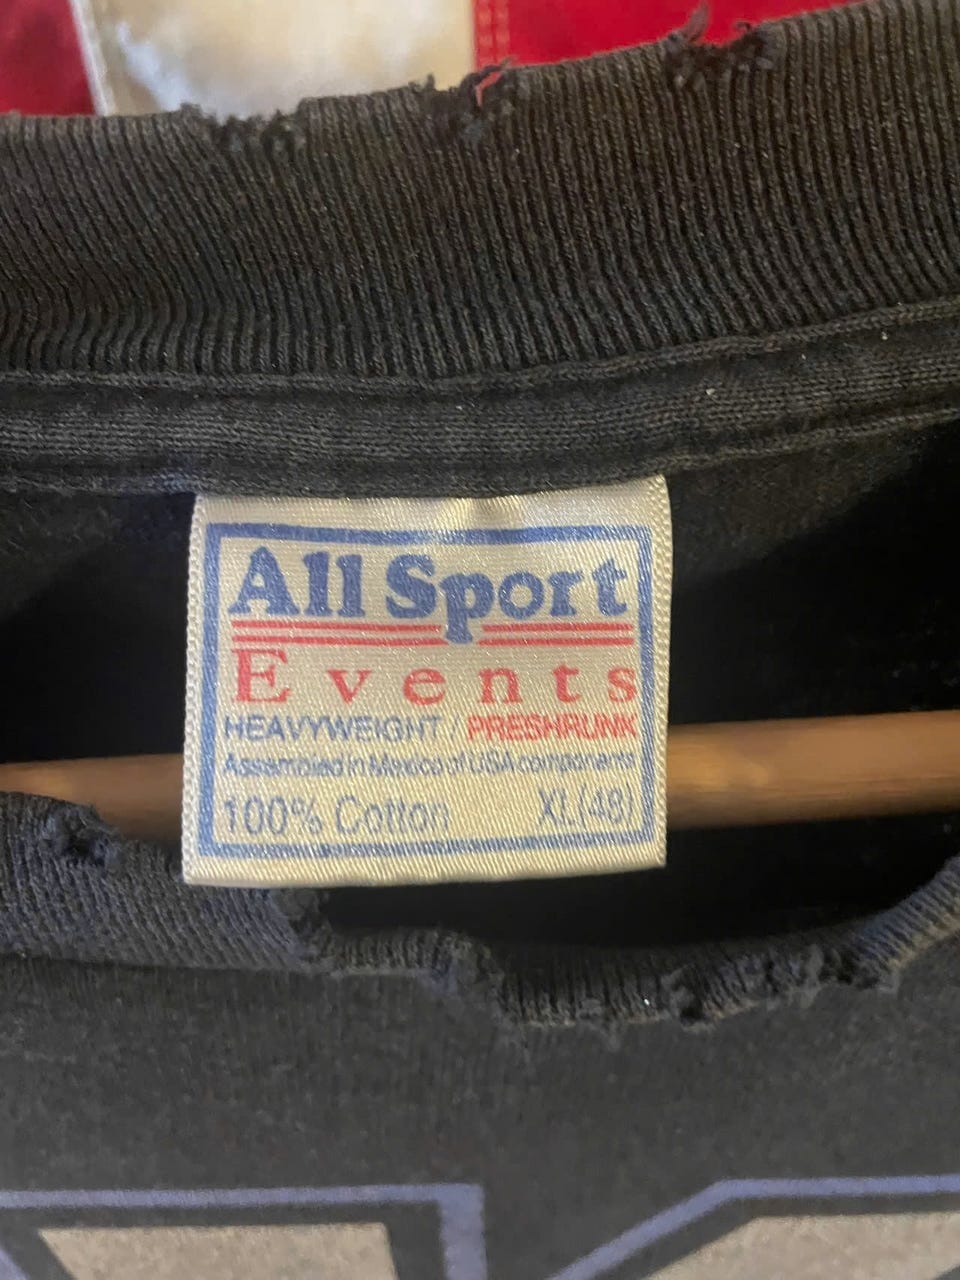 All Sport
Events
HEAVYWEIGHT / PRESHRUNK
Assembled in Mexico of USA components
100% Cotton XL(48)